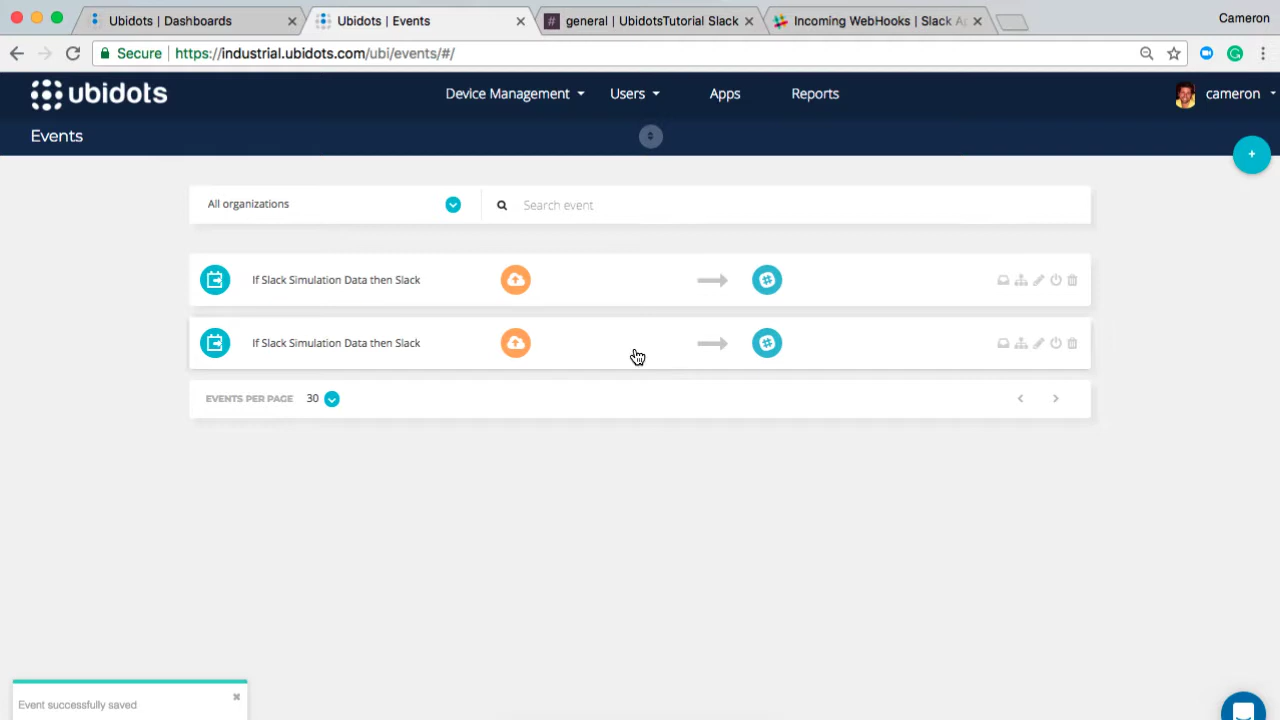 Ubidots | Dashboards
Ubidots | Events
general | UbidotsTutorial Slack
Incoming WebHooks | Slack Ap
Cameron
Secure
https://industrial.ubidots.com/ubi/events/#/
ubidots
Device Management
Users
Apps
Reports
cameron
Events
All organizations
Search event
If Slack Simulation Data then Slack
If Slack Simulation Data then Slack
EVENTS PER PAGE 30
Event successfully saved